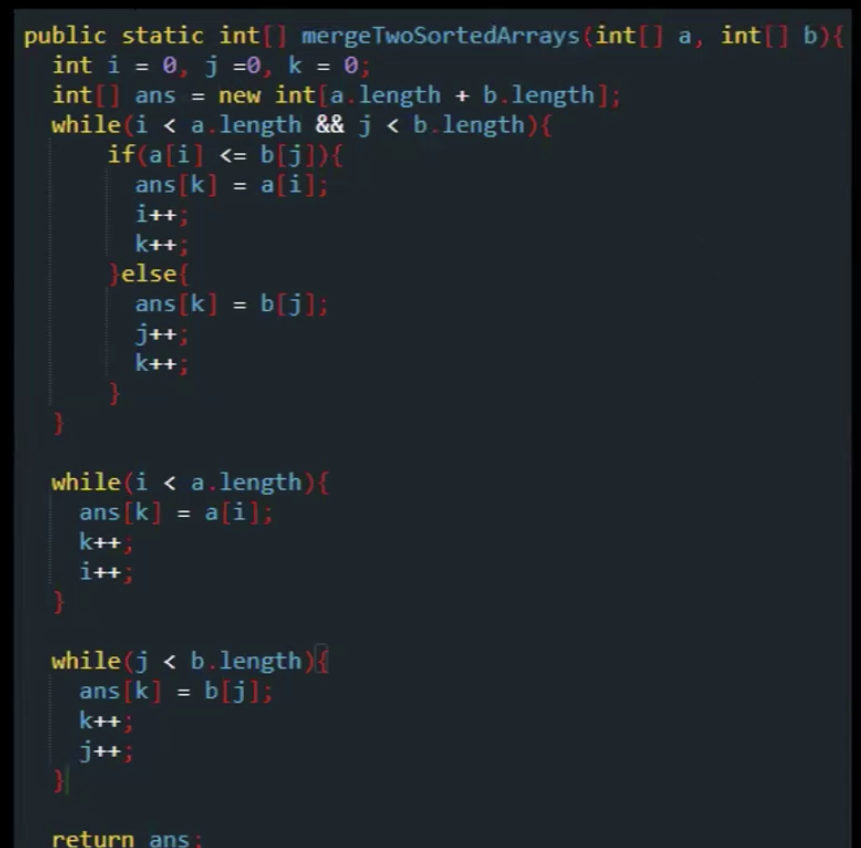 public static int[] mergeTwoSortedArrays(int[] a, int[] b){
int i = 0, j =0, k = 0;
int[] ans = new int[a.length + b.length];
while(i < a.length && j < b.length){
if(a[i] <= b[j]){
ans[k] = a[i];
i++;
k++;
}else{
ans[k] = b[j];
j++;
k++;
}
}
while(i < a.length){
ans[k] = a[i];
k++;
i++;
}
while(j < b.length){
ans[k] = b[j];
k++;
j++;
}
return ans;